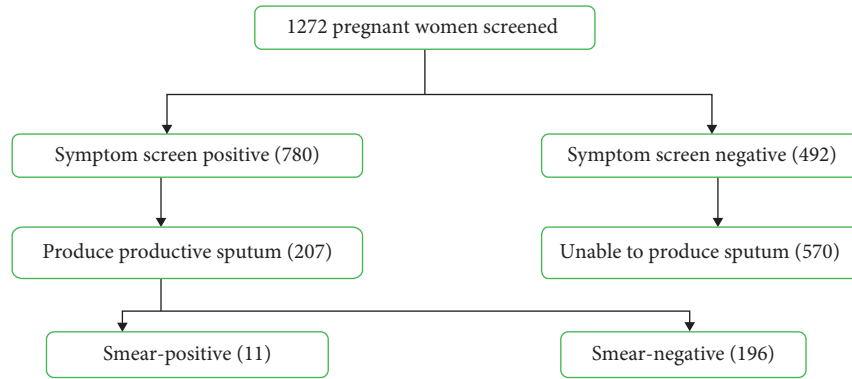 1272 pregnant women screened
Symptom screen positive (780)
Symptom screen negative (492)
Produce productive sputum (207)
Unable to produce sputum (570)
Smear-positive (11)
Smear-negative (196)